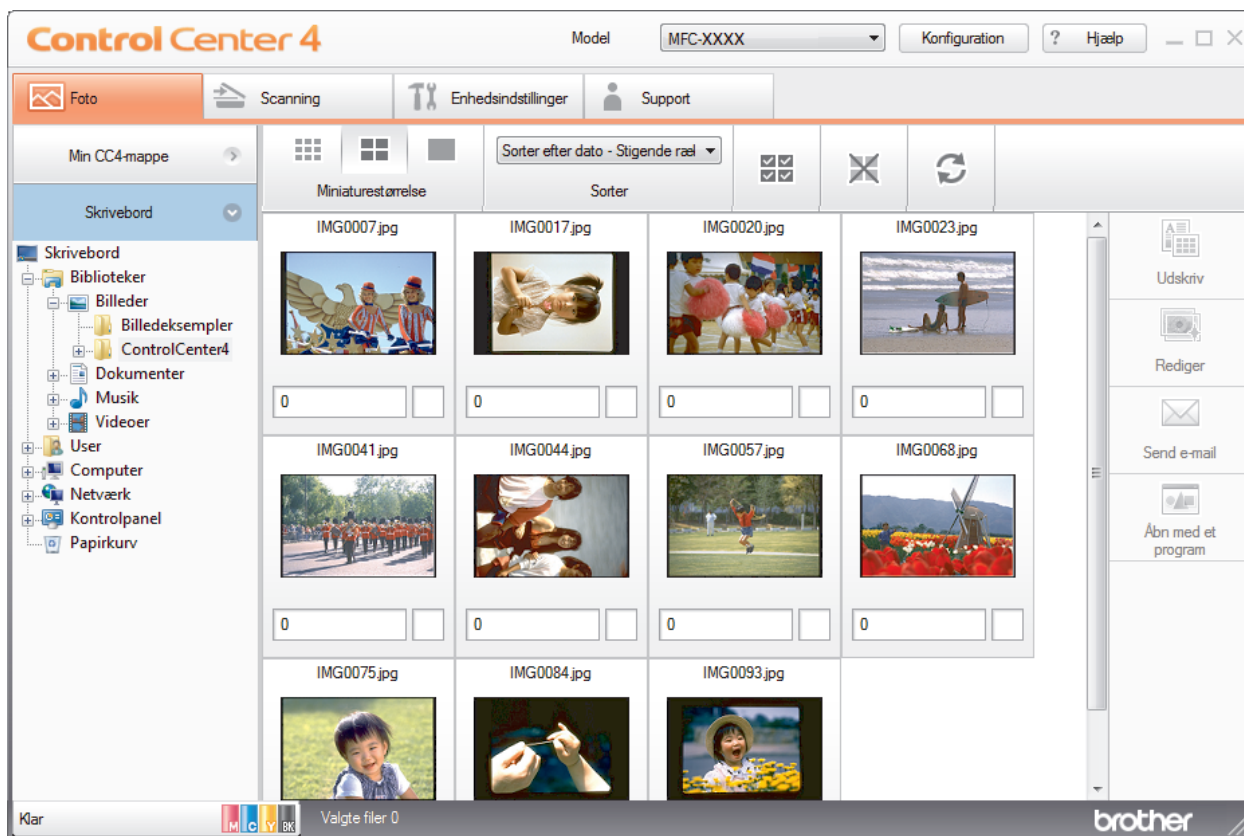 Control Center 4
Model
MFC-XXXX
Konfiguration
? Hjælp
Foto
Scanning
Enhedsindstillinger
Support
Min CC4-mappe
Skrivebord
Miniaturestørrelse
Sorter efter dato - Stigende ræl
Sorter
Skrivebord
Biblioteker
Billeder
Billedeksempler
ControlCenter4
Dokumenter
Musik
Videoer
User
Computer
Netværk
Kontrolpanel
Papirkurv
IMG0007.jpg
IMG0017.jpg
IMG0020.jpg
IMG0023.jpg
0
0
0
0
IMG0041.jpg
IMG0044.jpg
IMG0057.jpg
IMG0068.jpg
0
0
0
0
IMG0075.jpg
IMG0084.jpg
IMG0093.jpg
Udskriv
Rediger
Send e-mail
Åbn med et
program
Klar
M C Y BK
Valgte filer 0
brother